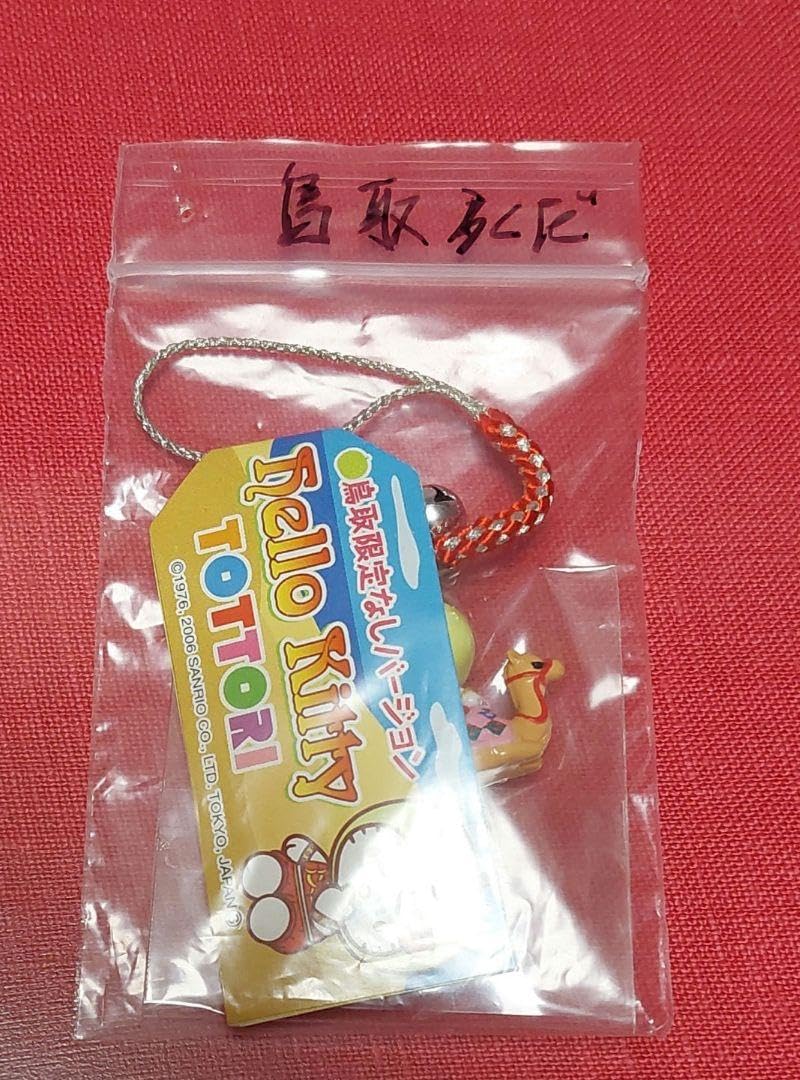 鳥取 らくだ
鳥取限定なしバージョン
Hello Kitty
TOTTORI
©1976, 2006 SANRIO CO., LTD. TOKYO, JAPAN